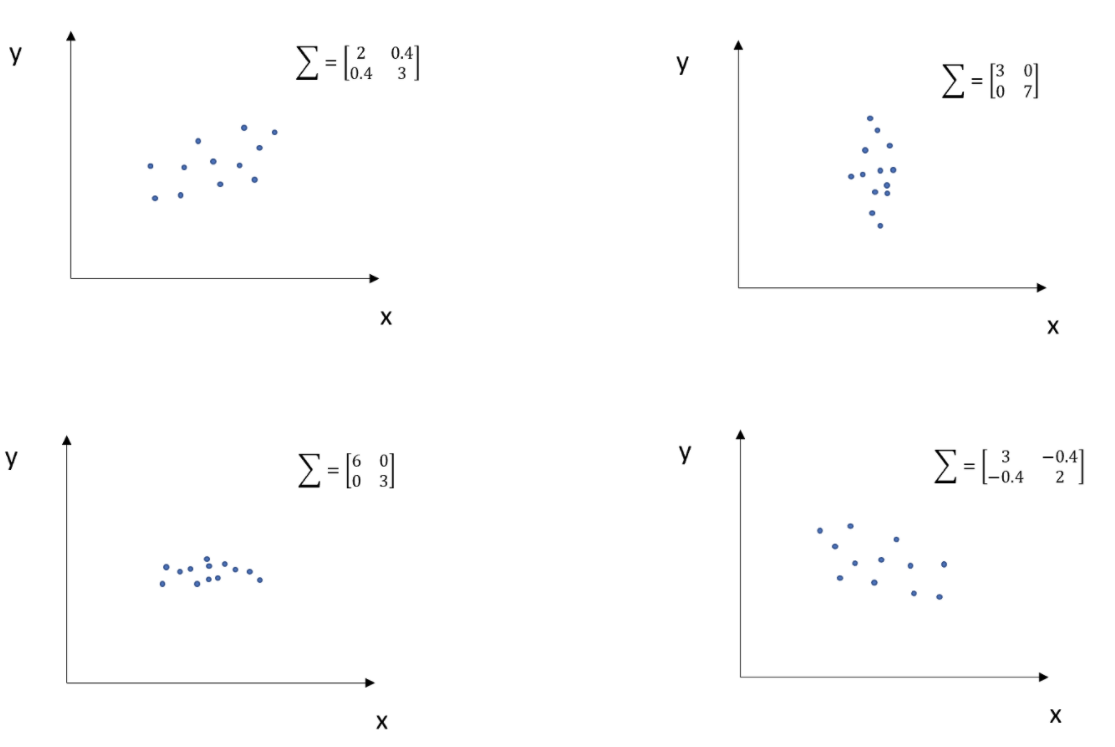 y
∑ = [2 0.4
0.4 3]
x
y
∑ = [3 0
0 7]
x
y
∑ = [6 0
0 3]
x
y
∑ = [3 −0.4
−0.4 2]
x